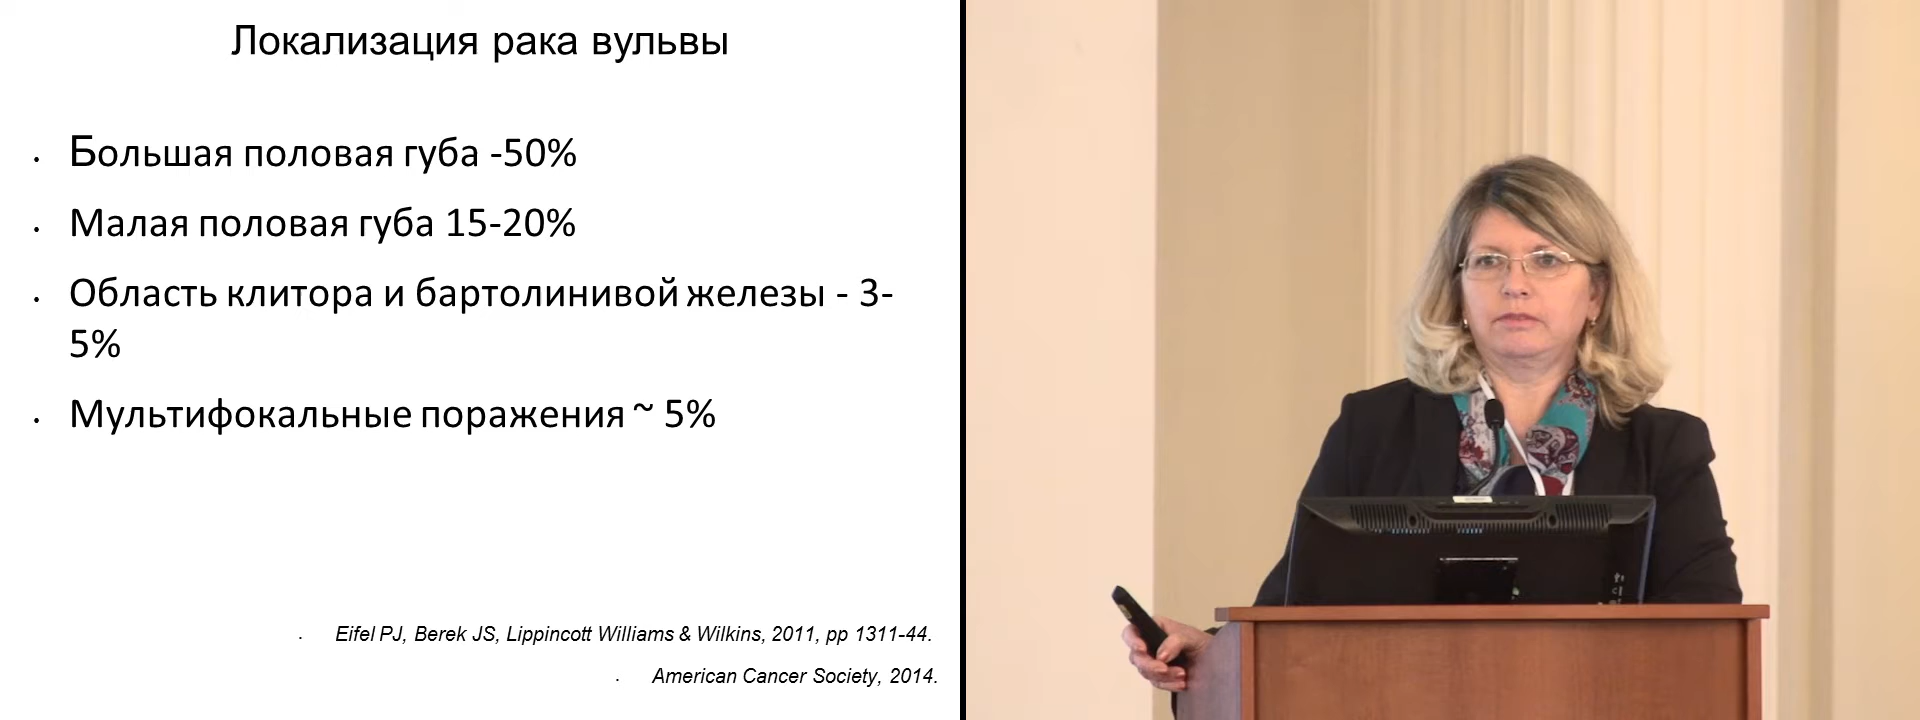 Локализация рака вульвы
• Большая половая губа -50%
• Малая половая губа 15-20%
• Область клитора и бартолинивой железы - 3-
5%
• Мультифокальные поражения ~ 5%
• Eifel PJ, Berek JS, Lippincott Williams & Wilkins, 2011, pp 1311-44.
• American Cancer Society, 2014.